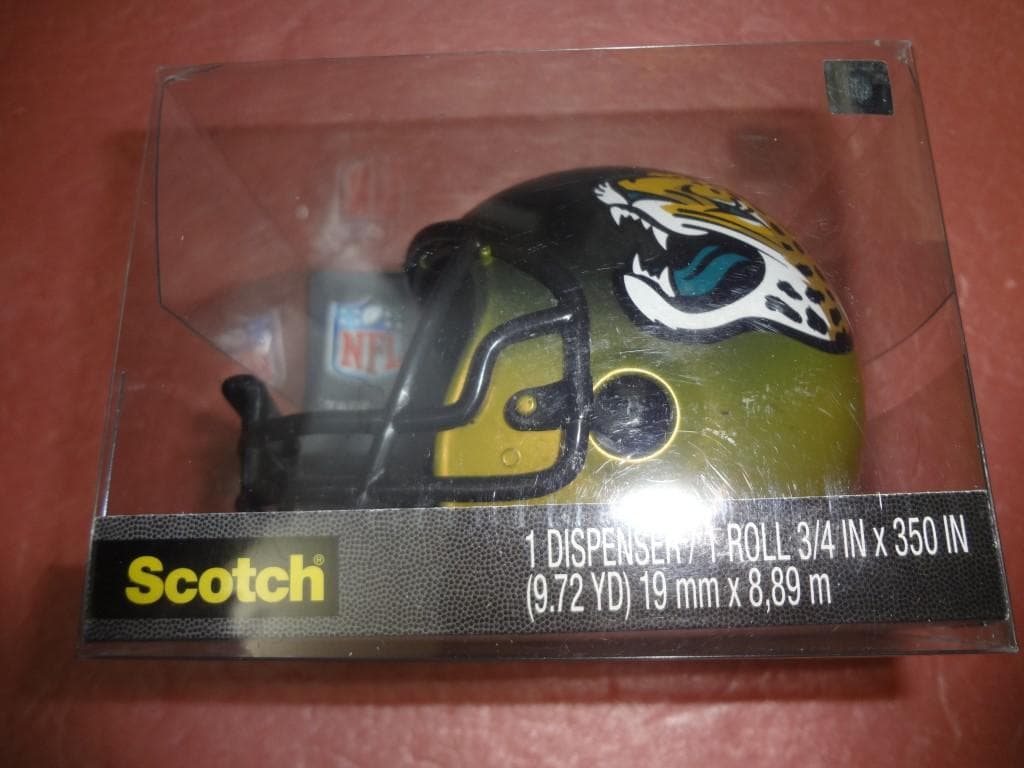 NFL
Scotch®
1 DISPENSER / 1 ROLL 3/4 IN x 350 IN
(9.72 YD) 19 mm x 8,89 m